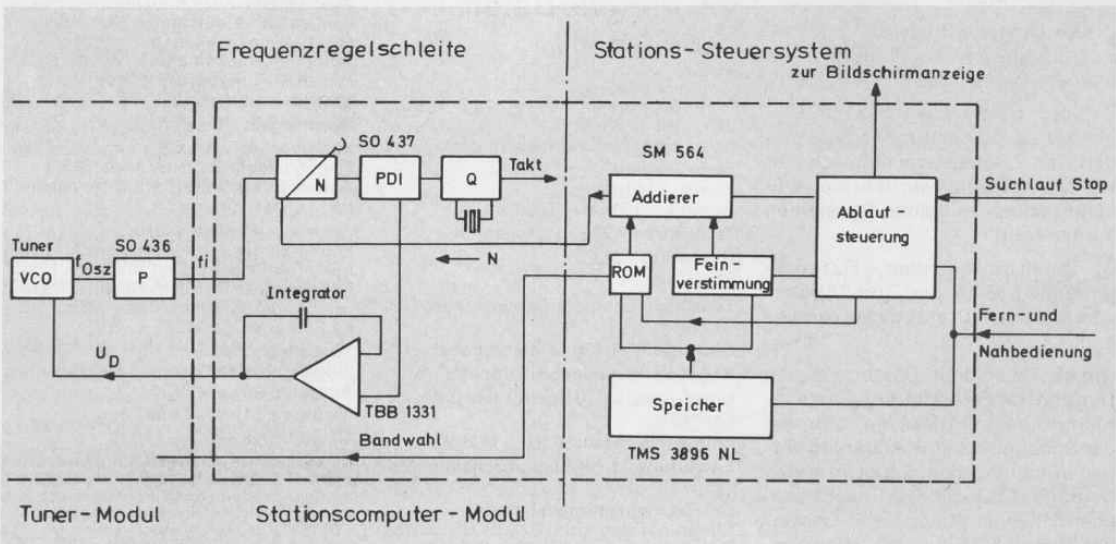 Frequenzregelschleite
Stations-Steuersystem
zur Bildschirmanzeige
SO 437
N
PDI
Q
Takt
SM 564
Addierer
Suchlauf Stop
Ablauf-
steuerung
Tuner
VCO
fOsz
SO 436
P
fi
N
ROM
Fein-
verstimmung
Integrator
Fern-und
Nahbedienung
UD
TBB 1331
Speicher
Bandwahl
TMS 3896 NL
Tuner-Modul
Stationscomputer-Modul